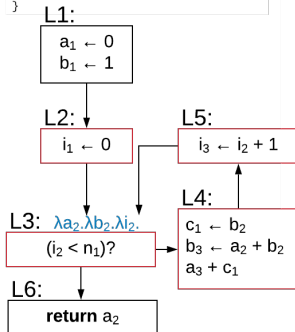 }
L1:
a₁ ← 0
b₁ ← 1
L2:
i₁ ← 0
L5:
i₃ ← i₂ + 1
L3: λa₂.λb₂.λi₂.
(i₂ < n₁)?
L4:
c₁ ← b₂
b₃ ← a₂ + b₂
a₃ + c₁
L6:
return a₂